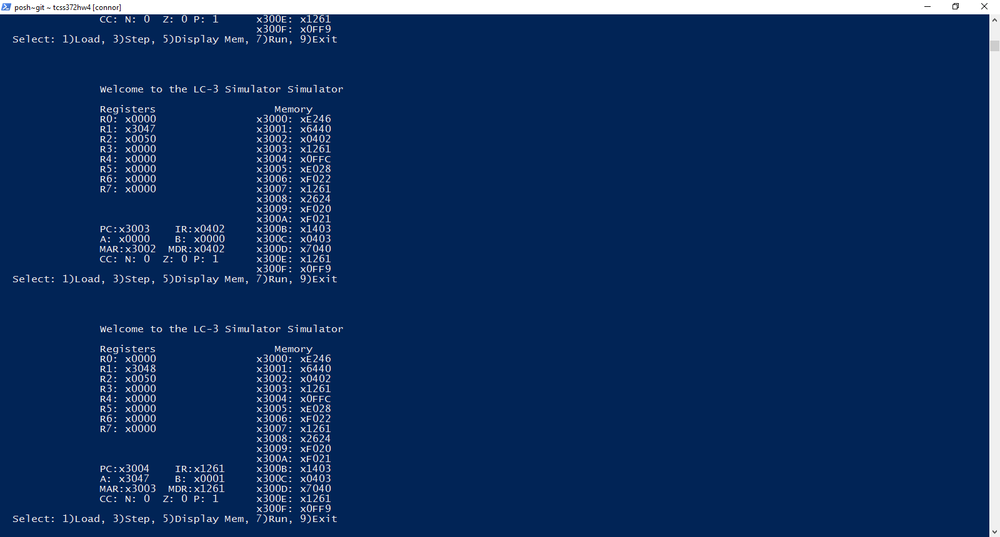 posh~git ~ tcss372hw4 [connor]
CC: N: 0  Z: 0 P: 1      x300E: x1261
x300F: x0FF9
Select: 1)Load, 3)Step, 5)Display Mem, 7)Run, 9)Exit
Welcome to the LC-3 Simulator Simulator
Registers                   Memory
R0: x0000                x3000: xE246
R1: x3047                x3001: x6440
R2: x0050                x3002: x0402
R3: x0000                x3003: x1261
R4: x0000                x3004: x0FFC
R5: x0000                x3005: xE028
R6: x0000                x3006: xF022
R7: x0000                x3007: x1261
x3008: x2624
x3009: xF020
x300A: xF021
PC:x3003    IR:x0402     x300B: x1403
A: x0000    B: x0000     x300C: x0403
MAR:x3002  MDR:x0402     x300D: x7040
CC: N: 0  Z: 0 P: 1      x300E: x1261
x300F: x0FF9
Select: 1)Load, 3)Step, 5)Display Mem, 7)Run, 9)Exit
Welcome to the LC-3 Simulator Simulator
Registers                   Memory
R0: x0000                x3000: xE246
R1: x3048                x3001: x6440
R2: x0050                x3002: x0402
R3: x0000                x3003: x1261
R4: x0000                x3004: x0FFC
R5: x0000                x3005: xE028
R6: x0000                x3006: xF022
R7: x0000                x3007: x1261
x3008: x2624
x3009: xF020
x300A: xF021
PC:x3004    IR:x1261     x300B: x1403
A: x3047    B: x0001     x300C: x0403
MAR:x3003  MDR:x1261     x300D: x7040
CC: N: 0  Z: 0 P: 1      x300E: x1261
x300F: x0FF9
Select: 1)Load, 3)Step, 5)Display Mem, 7)Run, 9)Exit